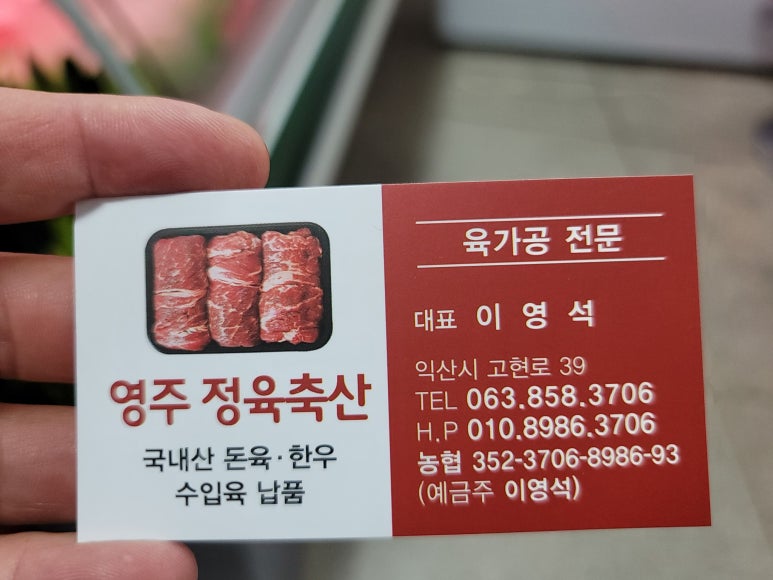 영주 정육축산
국내산 돈육·한우
수입육 납품
육가공 전문
대표 이영석
익산시 고현로 39
TEL 063.858.3706
H.P 010.8986.3706
농협 352-3706-8986-93
(예금주 이영석)